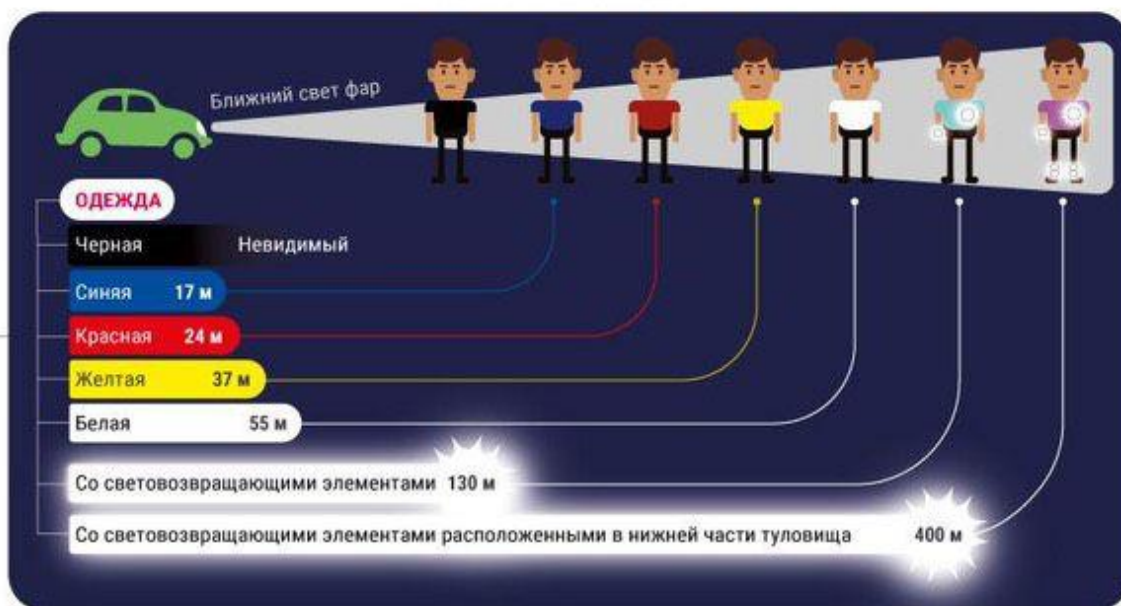 Ближний свет фар
ОДЕЖДА
Черная Невидимый
Синяя 17 м
Красная 24 м
Желтая 37 м
Белая 55 м
Со световозвращающими элементами 130 м
Со световозвращающими элементами расположенными в нижней части туловища 400 м